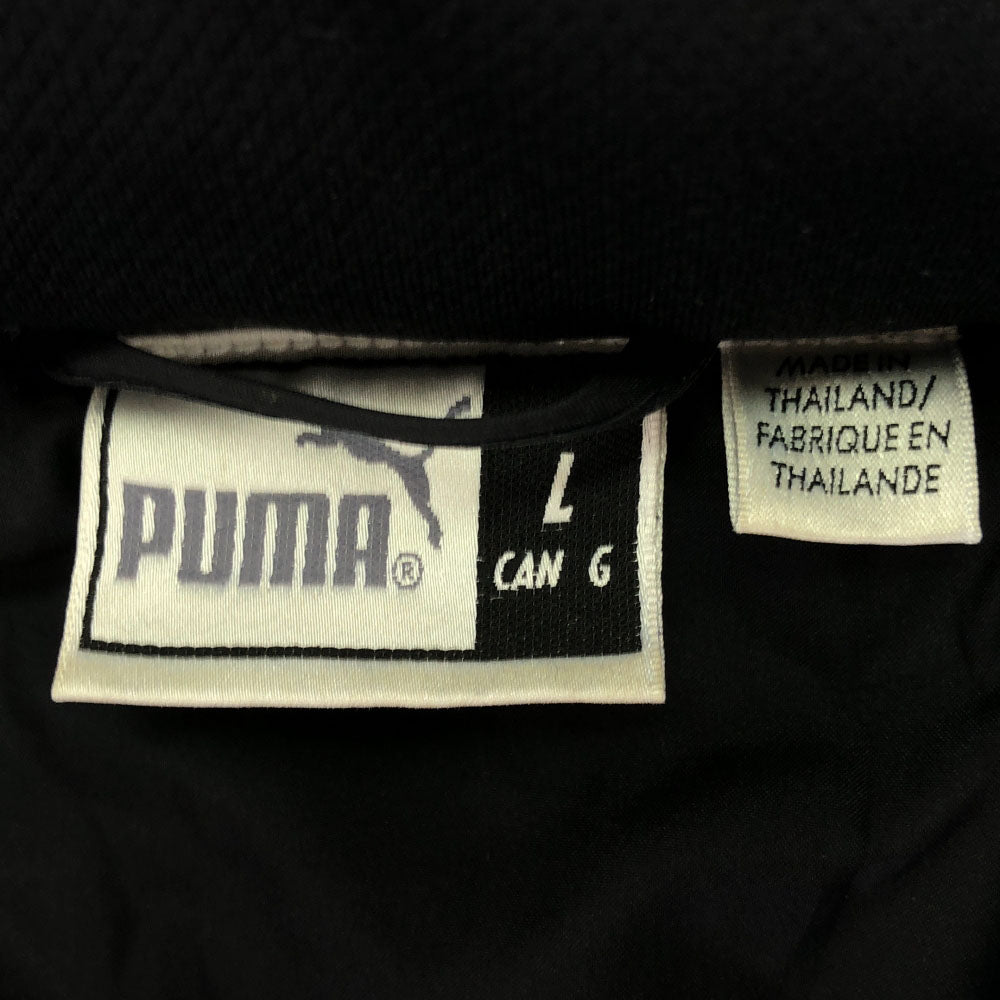 PUMA®
L
CAN G
MADE IN
THAILAND/
FABRIQUE EN
THAILANDE